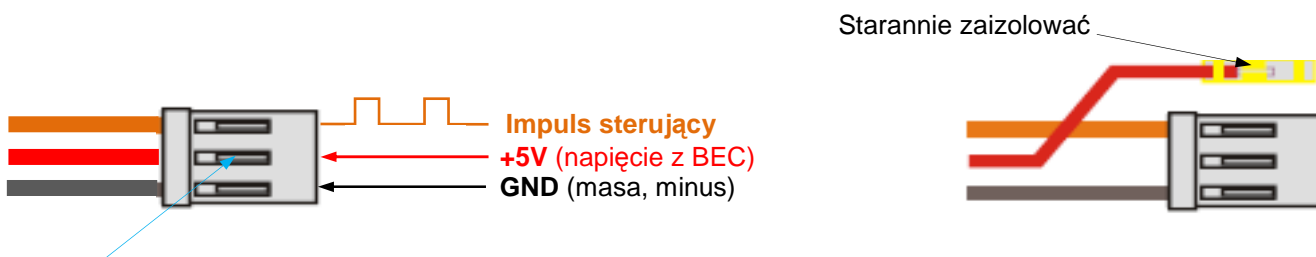 Starannie zaizolować
Impuls sterujący
+5V (napięcie z BEC)
GND (masa, minus)